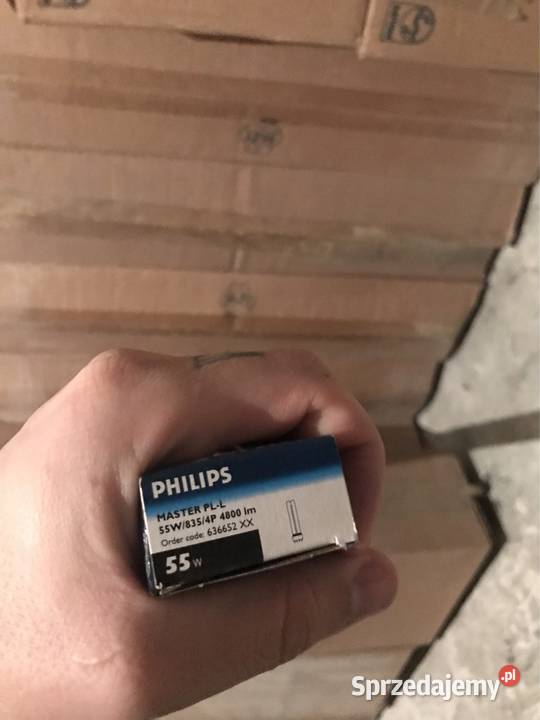 PHILIPS
MASTER PL-L
55W/835/4P 4800 lm
Order code: 636652 XX
55 W
Sprzedajemy.pl